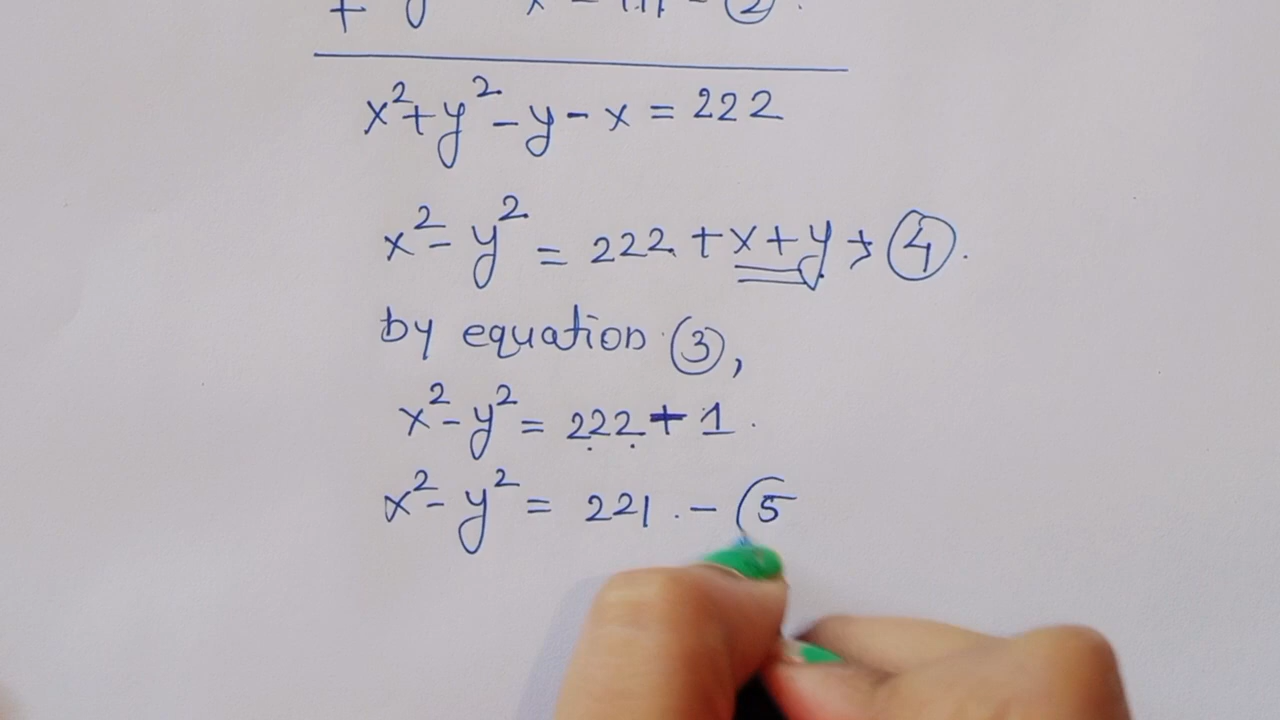 x²+y²-y-x=222
x²-y²=222+x+y → ④.
by equation ③,
x²-y²=222+1.
x²-y²=221.-⑤